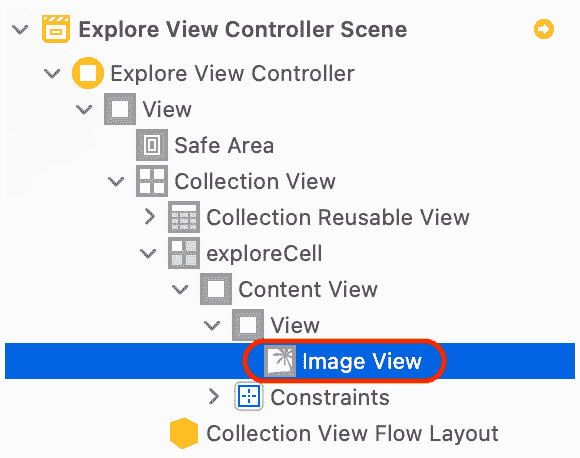 Explore View Controller Scene
Explore View Controller
View
Safe Area
Collection View
Collection Reusable View
exploreCell
Content View
View
Image View
Constraints
Collection View Flow Layout